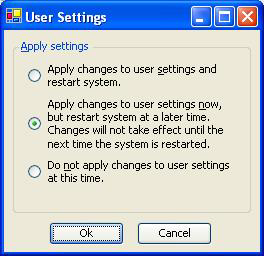 User Settings
Apply settings
Apply changes to user settings and
restart system.
Apply changes to user settings now,
but restart system at a later time.
Changes will not take effect until the
next time the system is restarted.
Do not apply changes to user settings
at this time.
Ok
Cancel